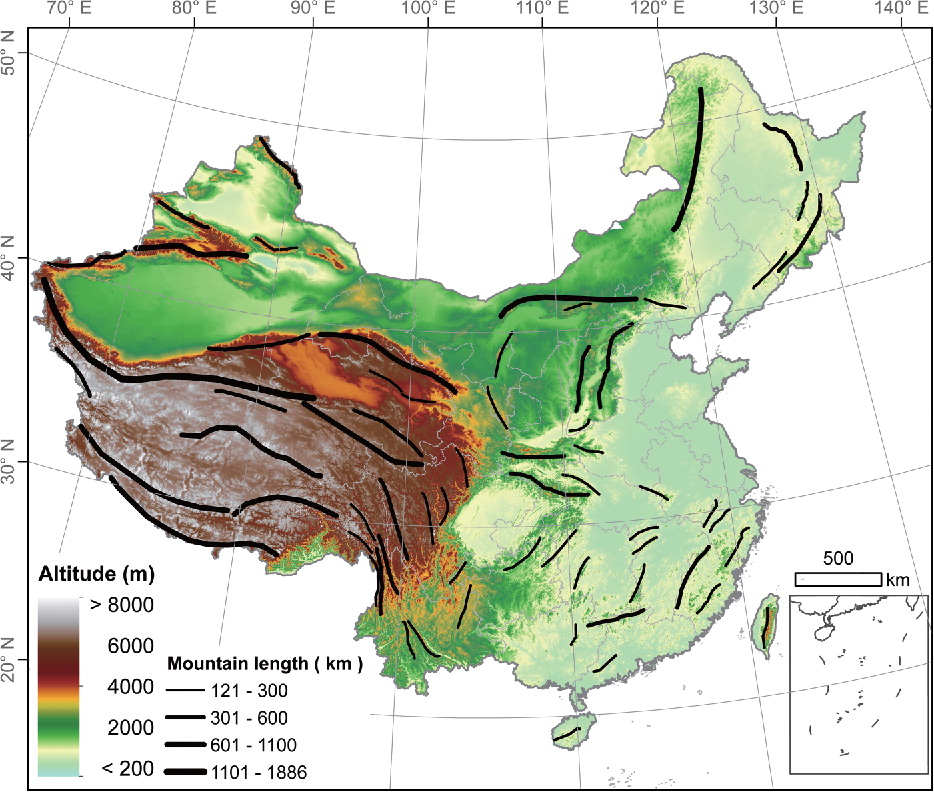 70° E 80° E 90° E 100° E 110° E 120° E 130° E 140° E
50° N
40° N
30° N
20° N
500
km
Altitude (m)
> 8000
6000
4000
2000
< 200
Mountain length ( km )
121 - 300
301 - 600
601 - 1100
1101 - 1886